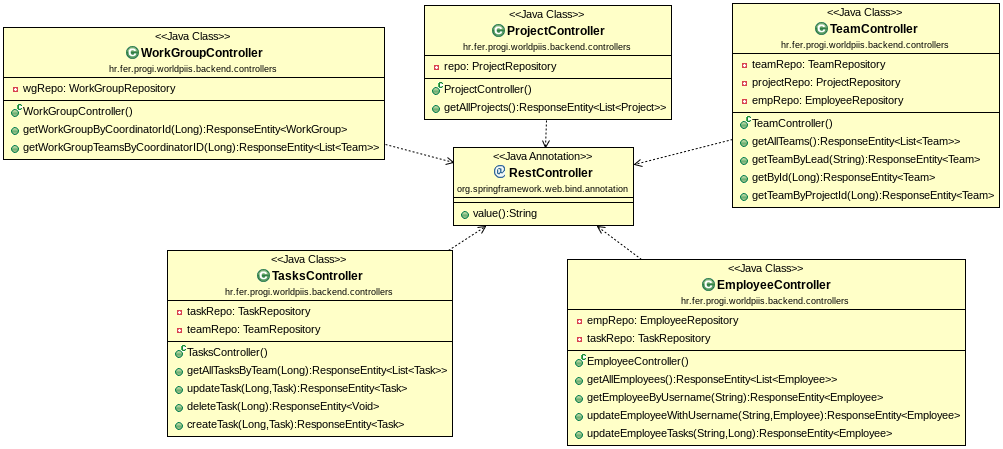 <<Java Class>>
WorkGroupController
hr.fer.progi.worldpiis.backend.controllers
wgRepo: WorkGroupRepository
WorkGroupController()
getWorkGroupByCoordinatorId(Long):ResponseEntity<WorkGroup>
getWorkGroupTeamsByCoordinatorID(Long):ResponseEntity<List<Team>>
<<Java Class>>
ProjectController
hr.fer.progi.worldpiis.backend.controllers
repo: ProjectRepository
ProjectController()
getAllProjects():ResponseEntity<List<Project>>
<<Java Class>>
TeamController
hr.fer.progi.worldpiis.backend.controllers
teamRepo: TeamRepository
projectRepo: ProjectRepository
empRepo: EmployeeRepository
TeamController()
getAllTeams():ResponseEntity<List<Team>>
getTeamByLead(String):ResponseEntity<Team>
getById(Long):ResponseEntity<Team>
getTeamByProjectId(Long):ResponseEntity<Team>
<<Java Annotation>>
RestController
org.springframework.web.bind.annotation
value():String
<<Java Class>>
TasksController
hr.fer.progi.worldpiis.backend.controllers
taskRepo: TaskRepository
teamRepo: TeamRepository
TasksController()
getAllTasksByTeam(Long):ResponseEntity<List<Task>>
updateTask(Long,Task):ResponseEntity<Task>
deleteTask(Long):ResponseEntity<Void>
createTask(Long,Task):ResponseEntity<Task>
<<Java Class>>
EmployeeController
hr.fer.progi.worldpiis.backend.controllers
empRepo: EmployeeRepository
taskRepo: TaskRepository
EmployeeController()
getAllEmployees():ResponseEntity<List<Employee>>
getEmployeeByUsername(String):ResponseEntity<Employee>
updateEmployeeWithUsername(String,Employee):ResponseEntity<Employee>
updateEmployeeTasks(String,Long):ResponseEntity<Employee>